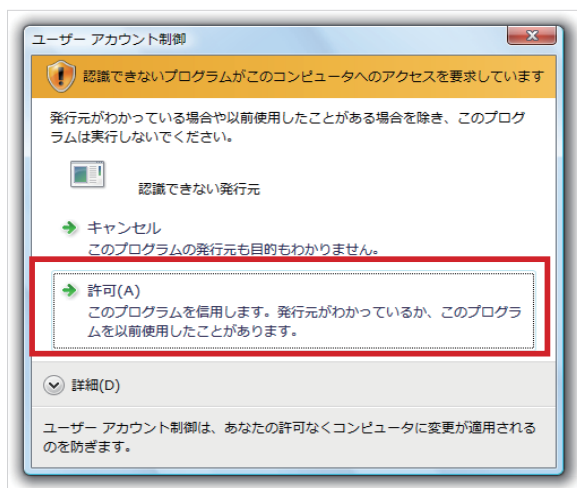 ユーザー アカウント制御
認識できないプログラムがこのコンピュータへのアクセスを要求しています
発行元がわかっている場合や以前使用したことがある場合を除き、このプログ
ラムは実行しないでください。
認識できない発行元
キャンセル
このプログラムの発行元も目的もわかりません。
許可(A)
このプログラムを信用します。発行元がわかっているか、このプログラ
ムを以前使用したことがあります。
詳細(D)
ユーザー アカウント制御は、あなたの許可なくコンピュータに変更が適用される
のを防ぎます。